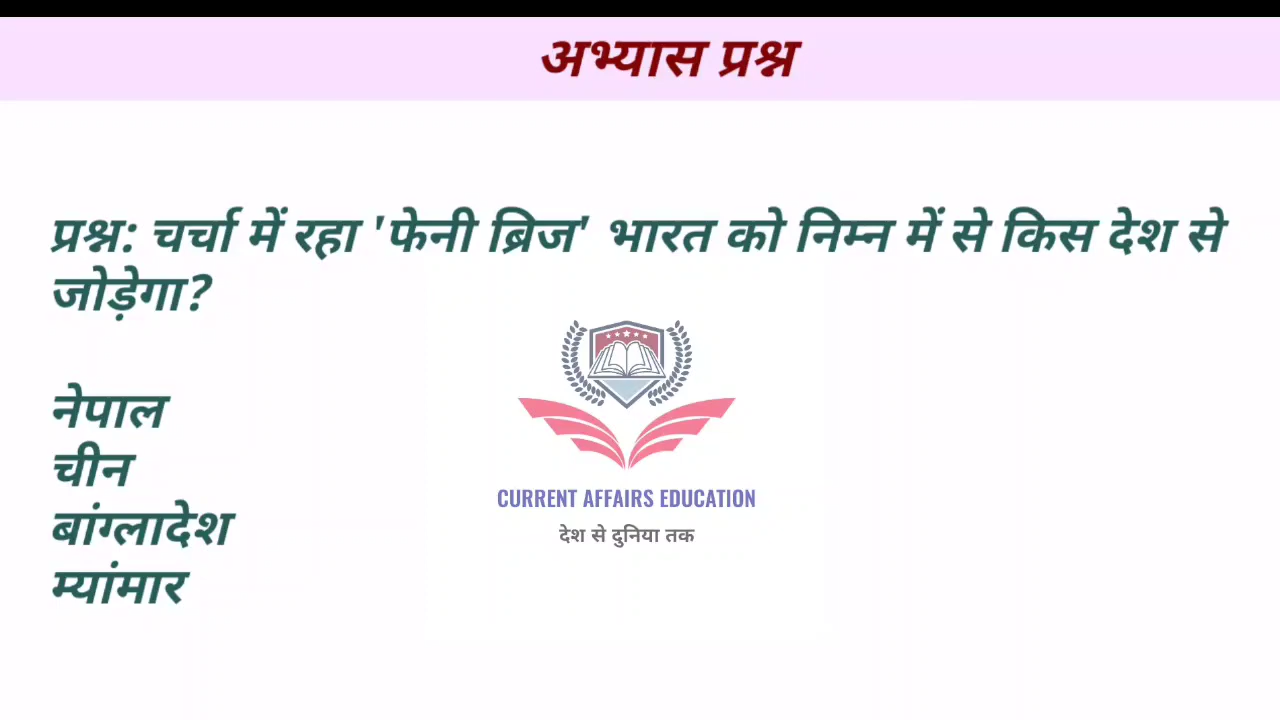 अभ्यास प्रश्न
प्रश्न: चर्चा में रहा 'फेनी ब्रिज' भारत को निम्न में से किस देश से
जोड़ेगा?
नेपाल
चीन
बांग्लादेश
म्यांमार
CURRENT AFFAIRS EDUCATION
देश से दुनिया तक